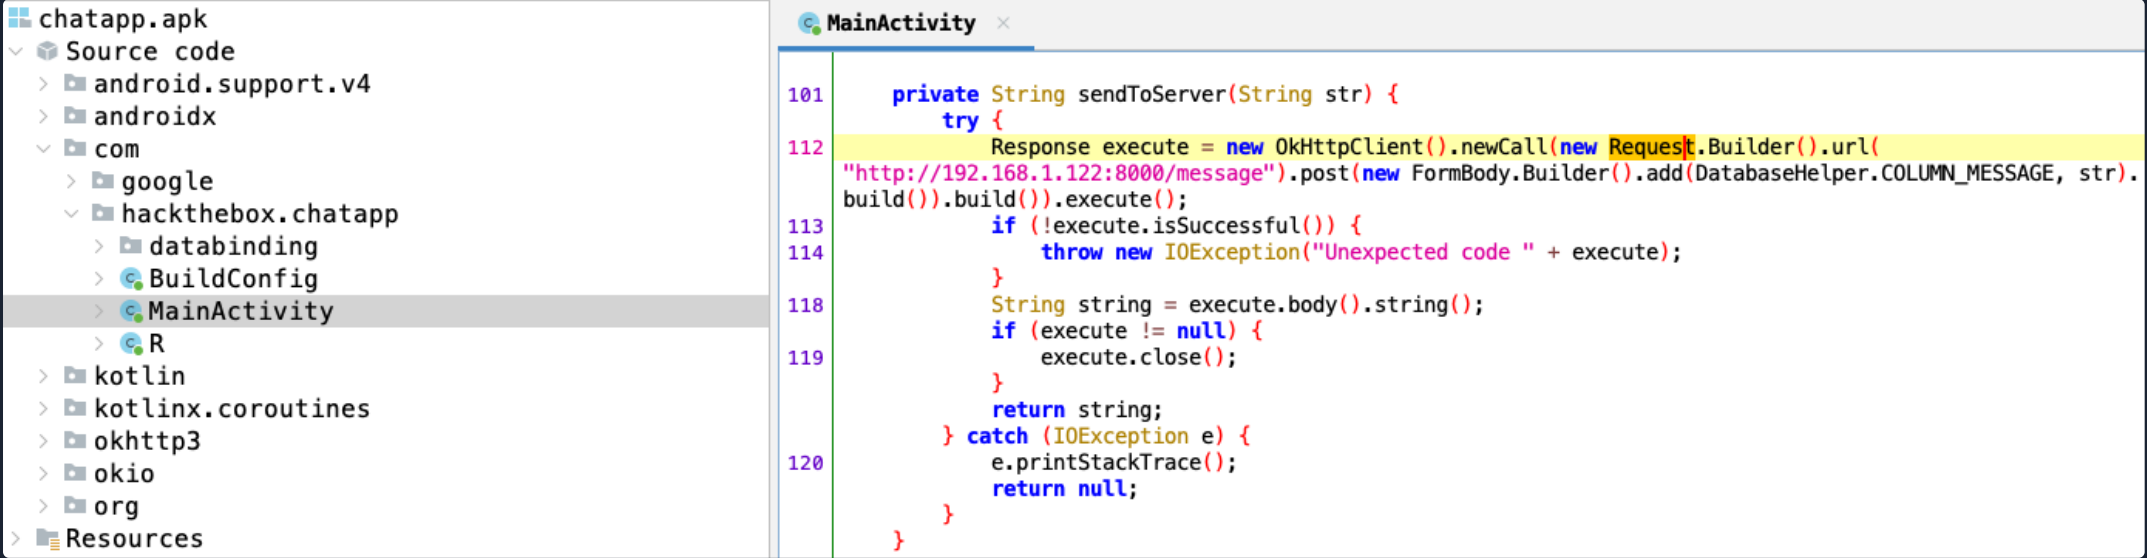 chatapp.apk
Source code
android.support.v4
androidx
com
google
hackthebox.chatapp
databinding
BuildConfig
MainActivity
R
kotlin
kotlinx.coroutines
okhttp3
okio
org
Resources
MainActivity
101 private String sendToServer(String str) {
try {
112 Response execute = new OkHttpClient().newCall(new Request.Builder().url(
"http://192.168.1.122:8000/message").post(new FormBody.Builder().add(DatabaseHelper.COLUMN_MESSAGE, str).
build()).build()).execute();
113 if (!execute.isSuccessful()) {
114 throw new IOException("Unexpected code " + execute);
}
118 String string = execute.body().string();
if (execute != null) {
119 execute.close();
}
return string;
} catch (IOException e) {
120 e.printStackTrace();
return null;
}
}